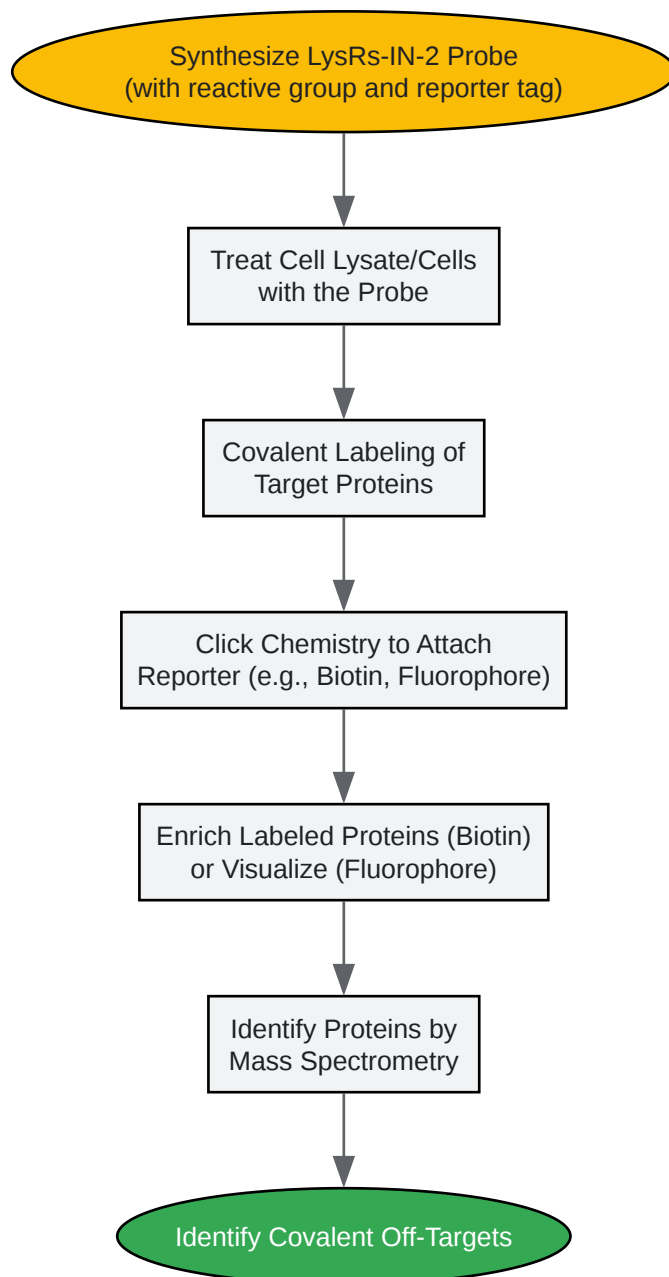 Synthesize LysRs-IN-2 Probe
(with reactive group and reporter tag)
Treat Cell Lysate/Cells
with the Probe
Covalent Labeling of
Target Proteins
Click Chemistry to Attach
Reporter (e.g., Biotin, Fluorophore)
Enrich Labeled Proteins (Biotin)
or Visualize (Fluorophore)
Identify Proteins by
Mass Spectrometry
Identify Covalent Off-Targets